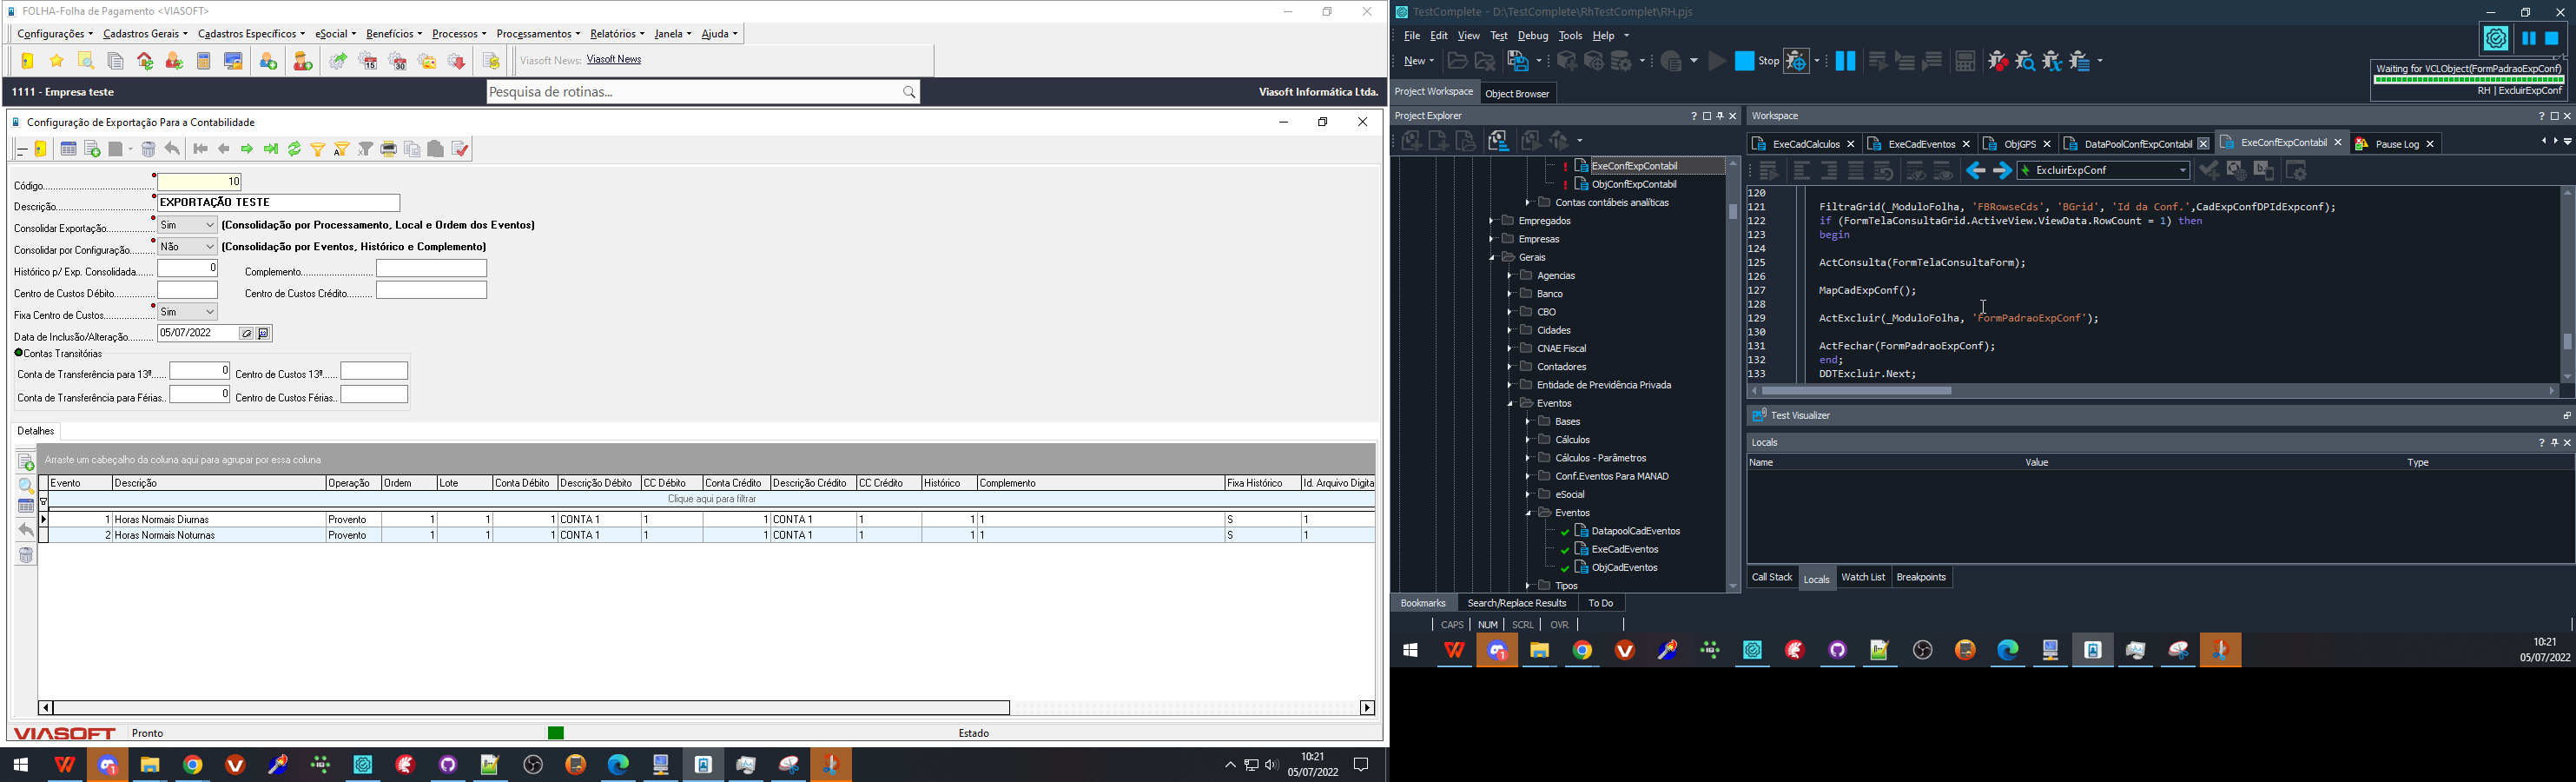 FOLHA-Folha de Pagamento <VIASOFT>
Configurações Cadastros Gerais Cadastros Específicos eSocial Benefícios Processos Processamentos Relatórios Janela Ajuda
Viasoft News: Viasoft News
1111 - Empresa teste
Pesquisa de rotinas...
Viasoft Informática Ltda.
Configuração de Exportação Para a Contabilidade
Código 10
Descrição EXPORTAÇÃO TESTE
Consolidar Exportação Sim (Consolidação por Processamento, Local e Ordem dos Eventos)
Consolidar por Configuração Não (Consolidação por Eventos, Histórico e Complemento)
Histórico p/ Exp. Consolidada 0 Complemento
Centro de Custos Débito Centro de Custos Crédito
Fixa Centro de Custos Sim
Data de Inclusão/Alteração 05/07/2022
Contas Transitórias
Conta de Transferência para 13º 0 Centro de Custos 13º
Conta de Transferência para Férias 0 Centro de Custos Férias
Detalhes
Arraste um cabeçalho da coluna aqui para agrupar por essa coluna
Evento Descrição Operação Ordem Lote Conta Débito Descrição Débito CC Débito Conta Crédito Descrição Crédito CC Crédito Histórico Complemento Fixa Histórico Id. Arquivo Digita
Clique aqui para filtrar
1 Horas Normais Diurnas Provento 1 1 1 CONTA 1 1 1 CONTA 1 1 1 1 S 1
2 Horas Normais Noturnas Provento 1 1 1 CONTA 1 1 1 CONTA 1 1 1 1 S 1
VIASOFT Pronto Estado
10:21
05/07/2022
TestComplete - D:\TestComplete\RhTestComplet\RH.pjs
File Edit View Test Debug Tools Help
New Stop
Waiting for VCLObject(FormPadraoExpConf)
RH | ExcluirExpConf
Project Workspace Object Browser
Project Explorer
ExeConfExpContabil
ObjConfExpContabil
Contas contábeis analíticas
Empregados
Empresas
Gerais
Agencias
Banco
CBO
Cidades
CNAE Fiscal
Contadores
Entidade de Previdência Privada
Eventos
Bases
Cálculos
Cálculos - Parâmetros
Conf.Eventos Para MANAD
eSocial
Eventos
DatapoolCadEventos
ExeCadEventos
ObjCadEventos
Tipos
Bookmarks Search/Replace Results To Do
CAPS NUM SCRL OVR
Workspace
ExeCadCalculos ExeCadEventos ObjGPS DataPoolConfExpContabil ExeConfExpContabil Pause Log
ExcluirExpConf
120
121 FiltraGrid(_ModuloFolha, 'FBRowseCds', 'BGrid', 'Id da Conf.',CadExpConfDPIdExpconf);
122 if (FormTelaConsultaGrid.ActiveView.ViewData.RowCount = 1) then
123 begin
124
125 ActConsulta(FormTelaConsultaForm);
126
127 MapCadExpConf();
128
129 ActExcluir(_ModuloFolha, 'FormPadraoExpConf');
130
131 ActFechar(FormPadraoExpConf);
132 end;
133 DDTExcluir.Next;
Test Visualizer
Locals
Name Value Type
Call Stack Locals Watch List Breakpoints
10:21
05/07/2022